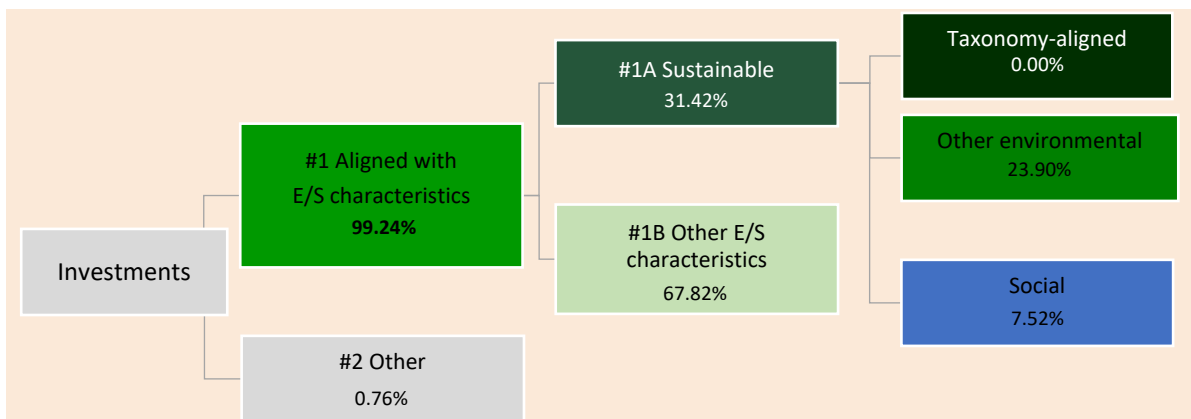 Investments
#1 Aligned with
E/S characteristics
99.24%
#2 Other
0.76%
#1A Sustainable
31.42%
#1B Other E/S
characteristics
67.82%
Taxonomy-aligned
0.00%
Other environmental
23.90%
Social
7.52%